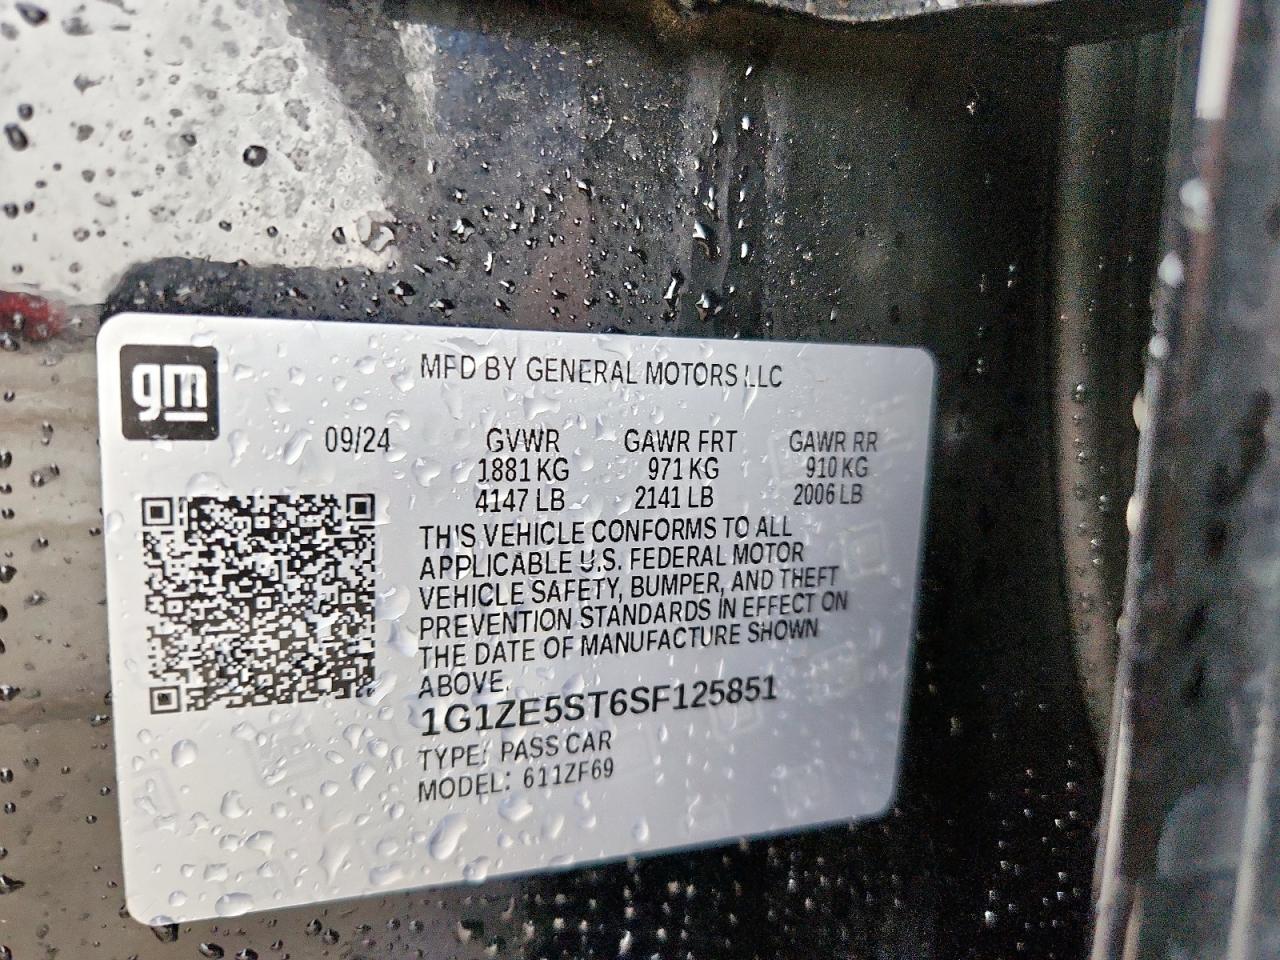 gm
MFD BY GENERAL MOTORS LLC
09/24 GVWR GAWR FRT GAWR RR
1881 KG 971 KG 910 KG
4147 LB 2141 LB 2006 LB
THIS VEHICLE CONFORMS TO ALL
APPLICABLE U.S. FEDERAL MOTOR
VEHICLE SAFETY, BUMPER, AND THEFT
PREVENTION STANDARDS IN EFFECT ON
THE DATE OF MANUFACTURE SHOWN
ABOVE.
1G1ZE5ST6SF125851
TYPE: PASS CAR
MODEL: 611ZF69